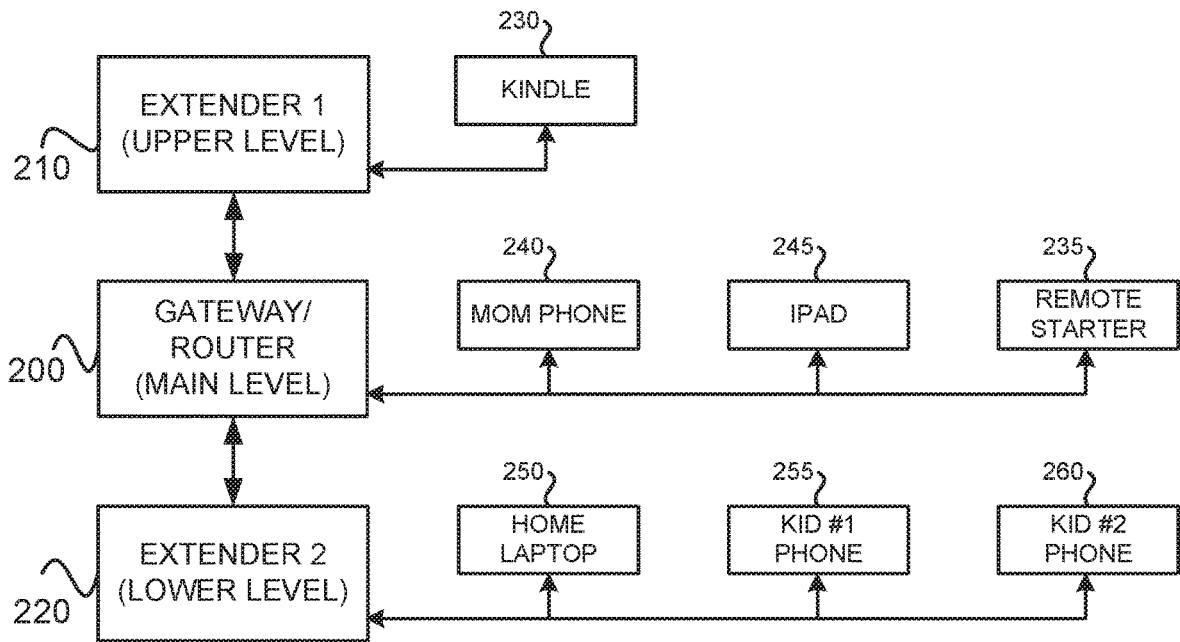 230
EXTENDER 1
(UPPER LEVEL)
KINDLE
210
240
245
235
GATEWAY/
ROUTER
(MAIN LEVEL)
MOM PHONE
IPAD
REMOTE
STARTER
200
250
255
260
EXTENDER 2
(LOWER LEVEL)
HOME
LAPTOP
KID #1
PHONE
KID #2
PHONE
220